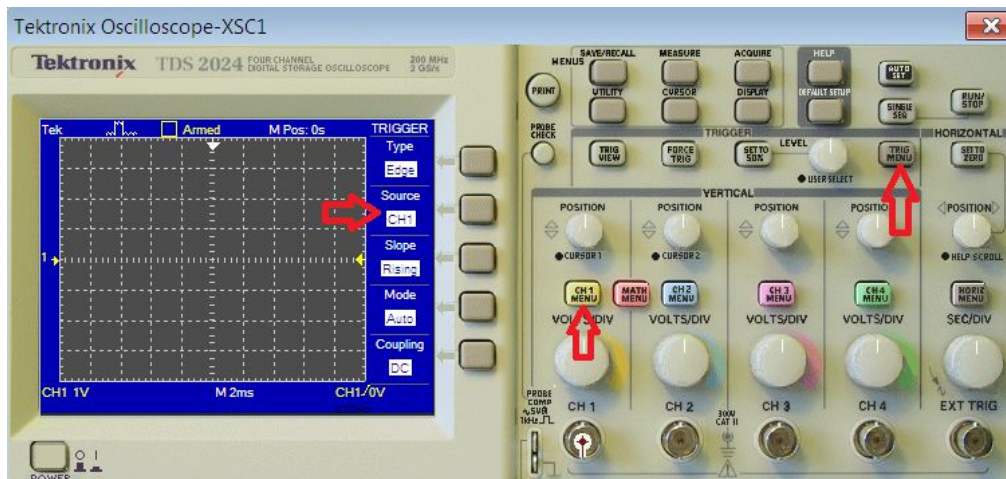 Tektronix Oscilloscope-XSC1
Tektronix TDS 2024 FOUR CHANNEL DIGITAL STORAGE OSCILLOSCOPE 200 MHz 2 GS/s
Tek Armed M Pos: 0s TRIGGER
Type
Edge
Source
CH1
Slope
Rising
Mode
Auto
Coupling
DC
1
CH1 1V M 2ms CH1/0V
POWER
SAVE/RECALL MEASURE ACQUIRE HELP
MENUS
AUTO SET
PRINT
UTILITY CURSOR DISPLAY DEFAULT SETUP
SINGLE SEQ
RUN/ STOP
PROBE CHECK
TRIGGER
HORIZONTAL
TRIG VIEW FORCE TRIG SET TO 50% LEVEL TRIG MENU SET TO ZERO
USER SELECT
VERTICAL
POSITION POSITION POSITION POSITION POSITION
CURSOR 1 CURSOR 2 HELP SCROLL
CH 1 MENU MATH MENU CH 2 MENU CH 3 MENU CH 4 MENU HORIZ MENU
VOLTS/DIV VOLTS/DIV VOLTS/DIV VOLTS/DIV SEC/DIV
PROBE COMP
~5V@
1kHz
CH 1 CH 2 CH 3 CH 4 EXT TRIG
300V
CAT II